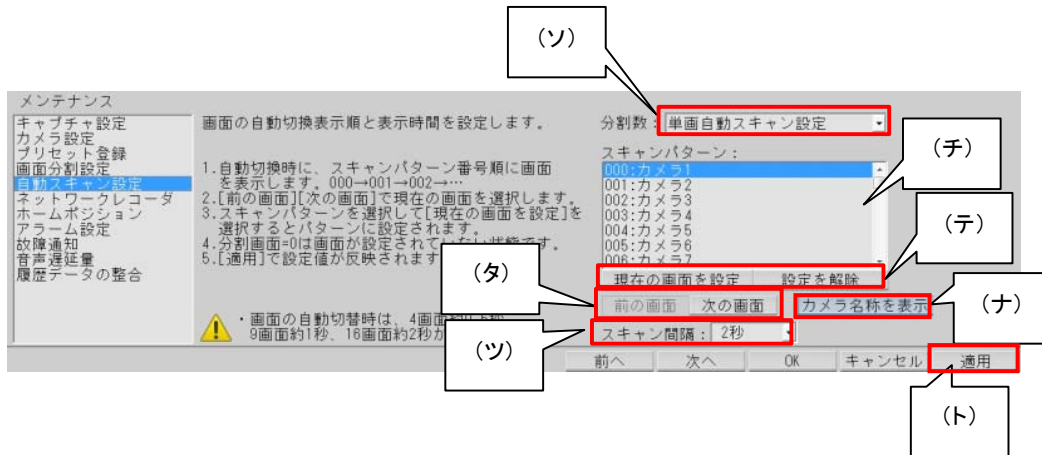 (ソ)
メンテナンス
キャプチャ設定
カメラ設定
プリセット登録
画面分割設定
自動スキャン設定
ネットワークレコーダ
ホームポジション
アラーム設定
故障通知
音声遅延量
履歴データの整合
画面の自動切換表示順と表示時間を設定します。
1.自動切換時に、スキャンパターン番号順に画面
を表示します。000→001→002→…
2.[前の画面][次の画面]で現在の画面を選択します。
3.スキャンパターンを選択して[現在の画面を設定]を
選択するとパターンに設定されます。
4.分割画面=0は画面が設定されていない状態です。
5.[適用]で設定値が反映されます
・画面の自動切替時は、4画面
9画面約1秒、16画面約2秒か
分割数:
単画自動スキャン設定
スキャンパターン:
000:カメラ1
001:カメラ2
002:カメラ3
003:カメラ4
004:カメラ5
005:カメラ6
006:カメラ7
(チ)
(テ)
現在の画面を設定
設定を解除
(タ)
前の画面
次の画面
カメラ名称を表示
(ナ)
(ツ)
スキャン間隔: 2秒
前へ
次へ
OK
キャンセル
適用
(ト)